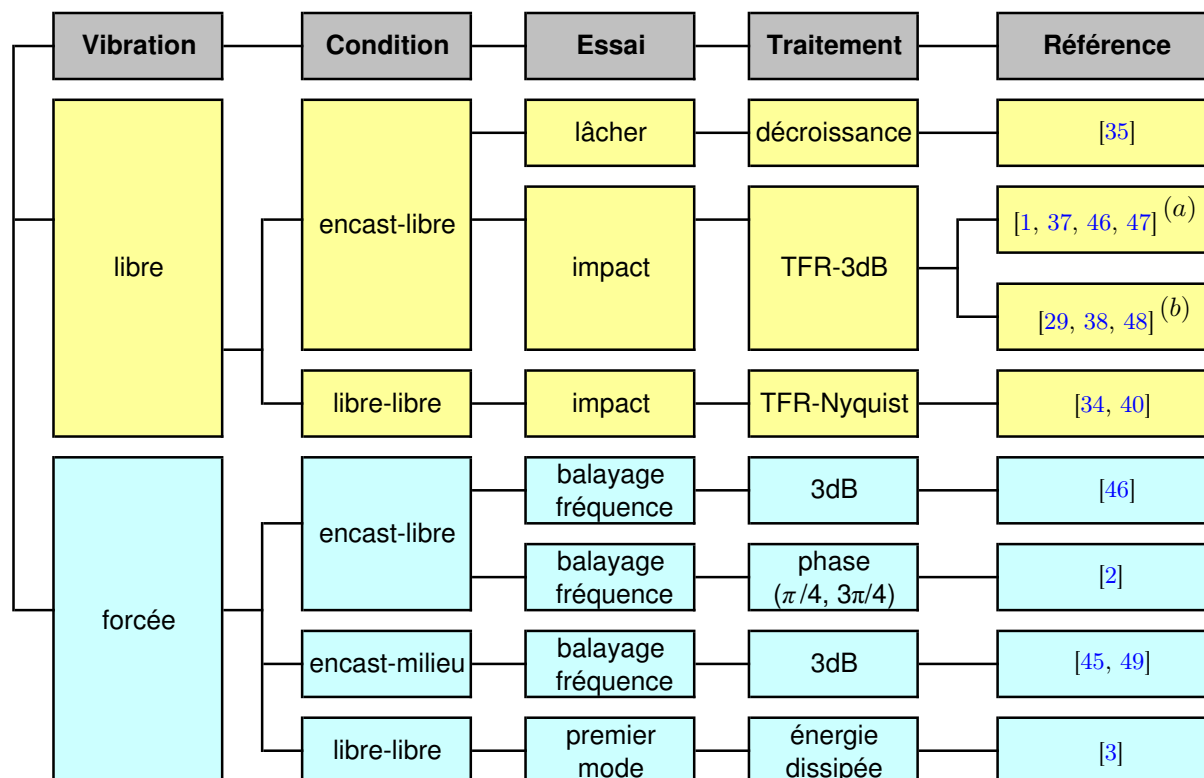 Vibration Condition Essai Traitement Référence
lâcher décroissance [35]
encast-libre [1, 37, 46, 47] (a)
libre impact TFR-3dB
[29, 38, 48] (b)
libre-libre impact TFR-Nyquist [34, 40]
balayage
fréquence 3dB [46]
encast-libre
balayage
fréquence phase
(π/4, 3π/4) [2]
forcée
encast-milieu balayage
fréquence 3dB [45, 49]
libre-libre premier
mode énergie
dissipée [3]